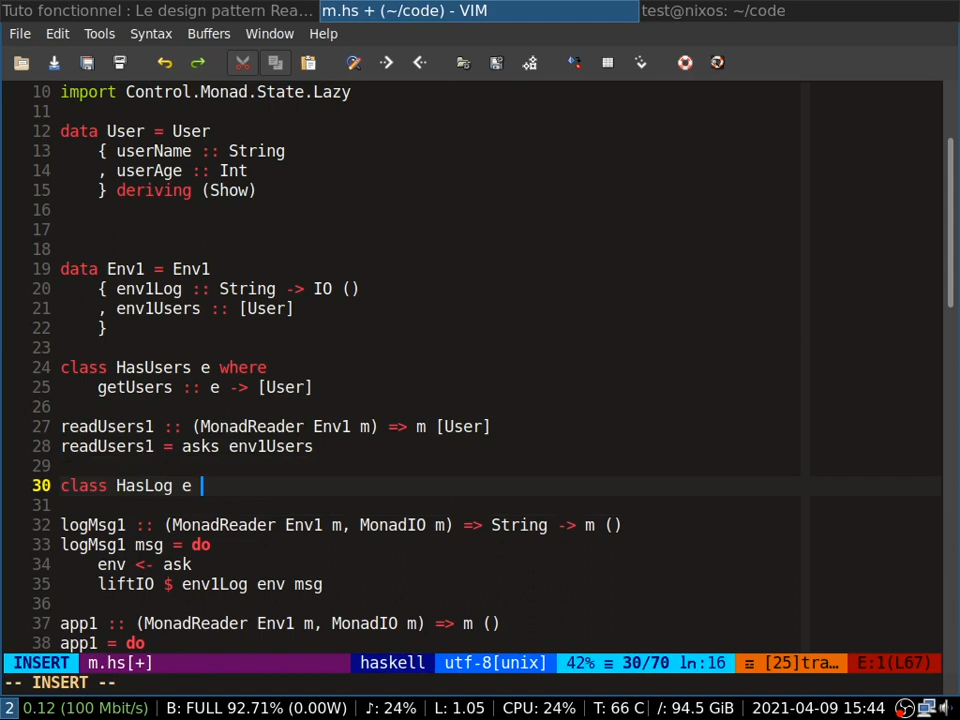 Tuto fonctionnel : Le design pattern Rea... m.hs + (~/code) - VIM test@nixos: ~/code
File Edit Tools Syntax Buffers Window Help
10 import Control.Monad.State.Lazy
11
12 data User = User
13 { userName :: String
14 , userAge :: Int
15 } deriving (Show)
16
17
18
19 data Env1 = Env1
20 { env1Log :: String -> IO ()
21 , env1Users :: [User]
22 }
23
24 class HasUsers e where
25 getUsers :: e -> [User]
26
27 readUsers1 :: (MonadReader Env1 m) => m [User]
28 readUsers1 = asks env1Users
29
30 class HasLog e
31
32 logMsg1 :: (MonadReader Env1 m, MonadIO m) => String -> m ()
33 logMsg1 msg = do
34 env <- ask
35 liftIO $ env1Log env msg
36
37 app1 :: (MonadReader Env1 m, MonadIO m) => m ()
38 app1 = do
INSERT m.hs[+] haskell utf-8[unix] 42% ≡ 30/70 ln:16 ≡ [25]tra… E:1(L67)
-- INSERT --
2 0.12 (100 Mbit/s) B: FULL 92.71% (0.00W) ♪: 24% L: 1.05 CPU: 24% T: 66 C /: 94.5 GiB 2021-04-09 15:44